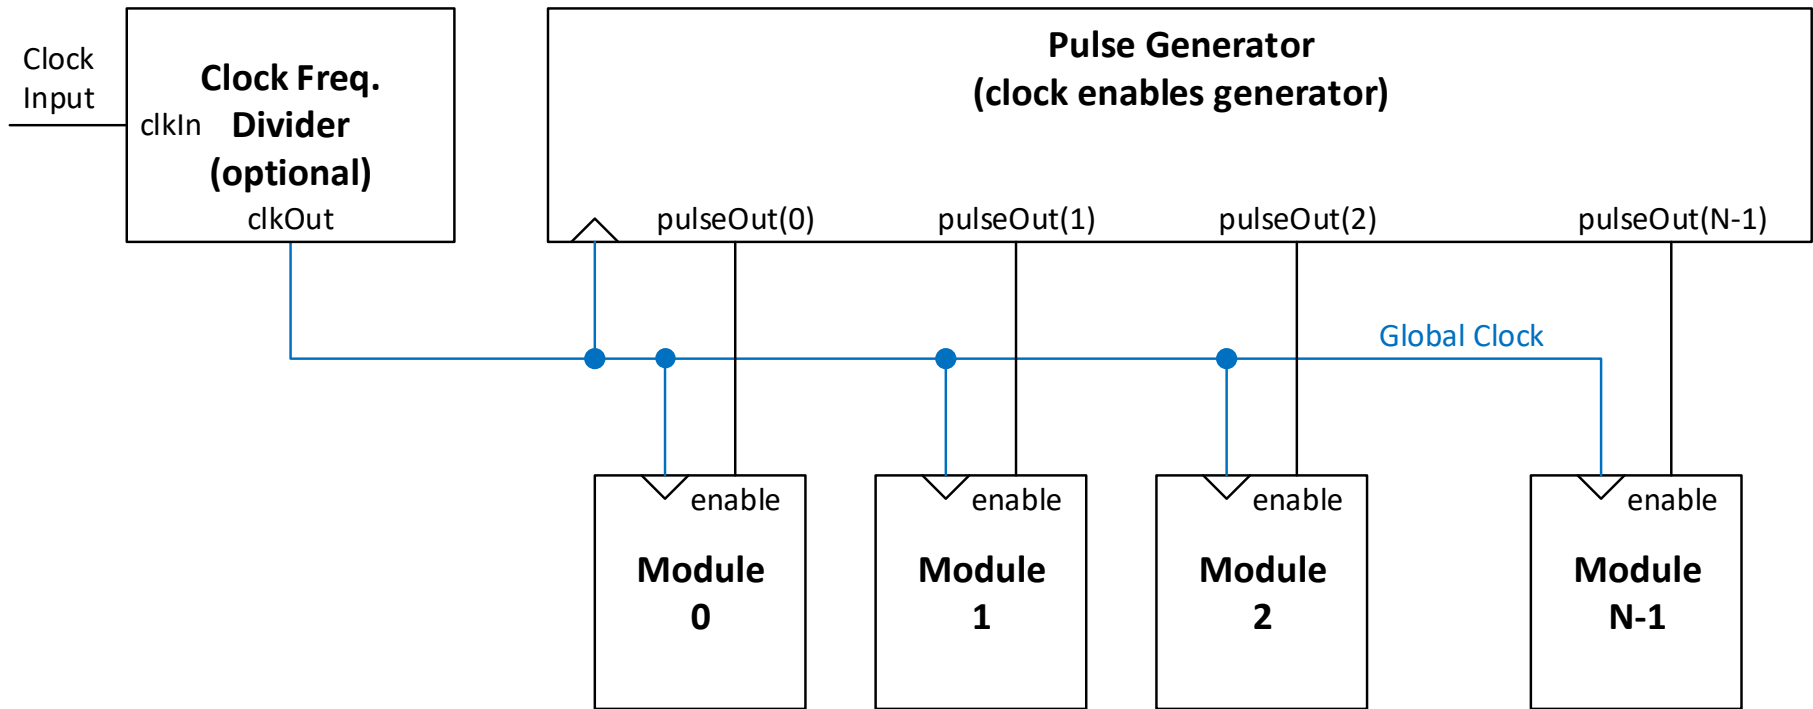 Clock
Input
Clock Freq.
Divider
(optional)
clkIn
clkOut
Pulse Generator
(clock enables generator)
pulseOut(0)
pulseOut(1)
pulseOut(2)
pulseOut(N-1)
Global Clock
enable
Module
0
enable
Module
1
enable
Module
2
enable
Module
N-1